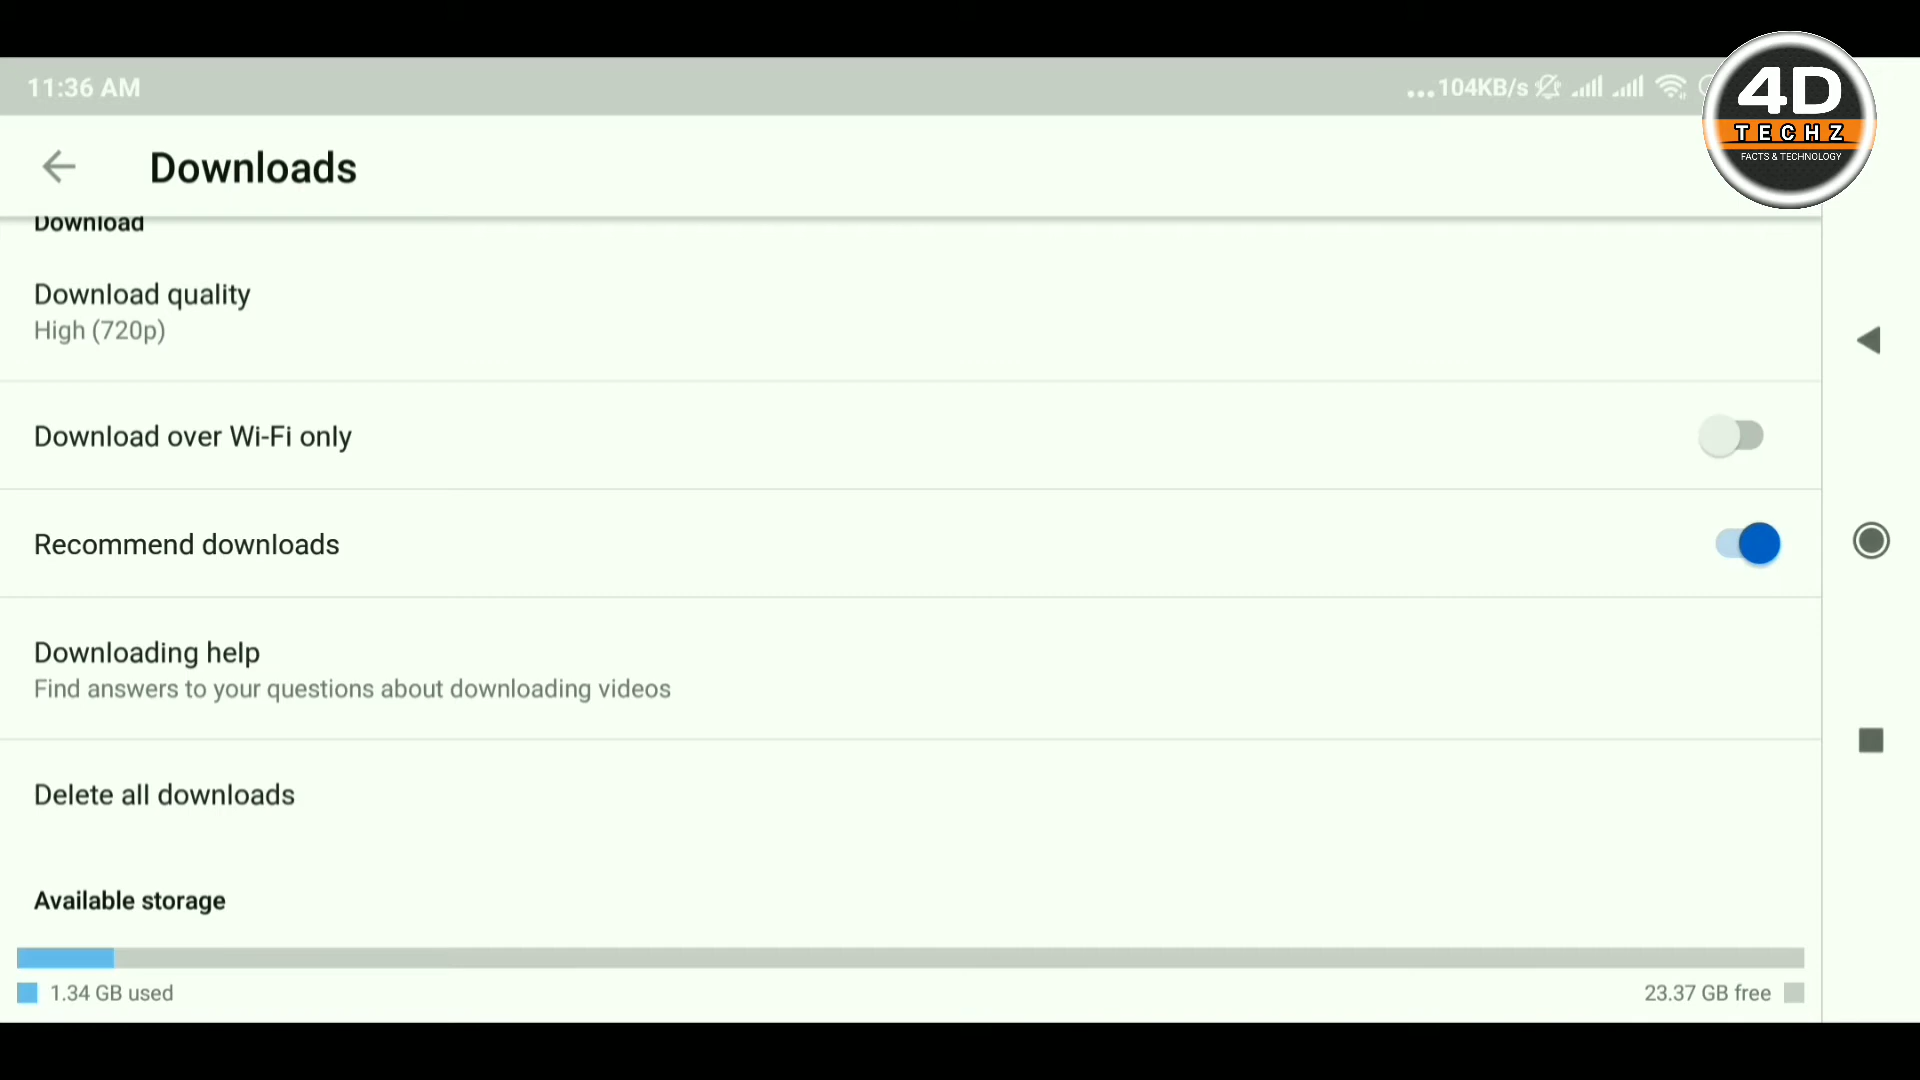 11:36 AM
...104KB/s
4D
TECHZ
FACTS & TECHNOLOGY
Downloads
Download
Download quality
High (720p)
Download over Wi-Fi only
Recommend downloads
Downloading help
Find answers to your questions about downloading videos
Delete all downloads
Available storage
1.34 GB used
23.37 GB free